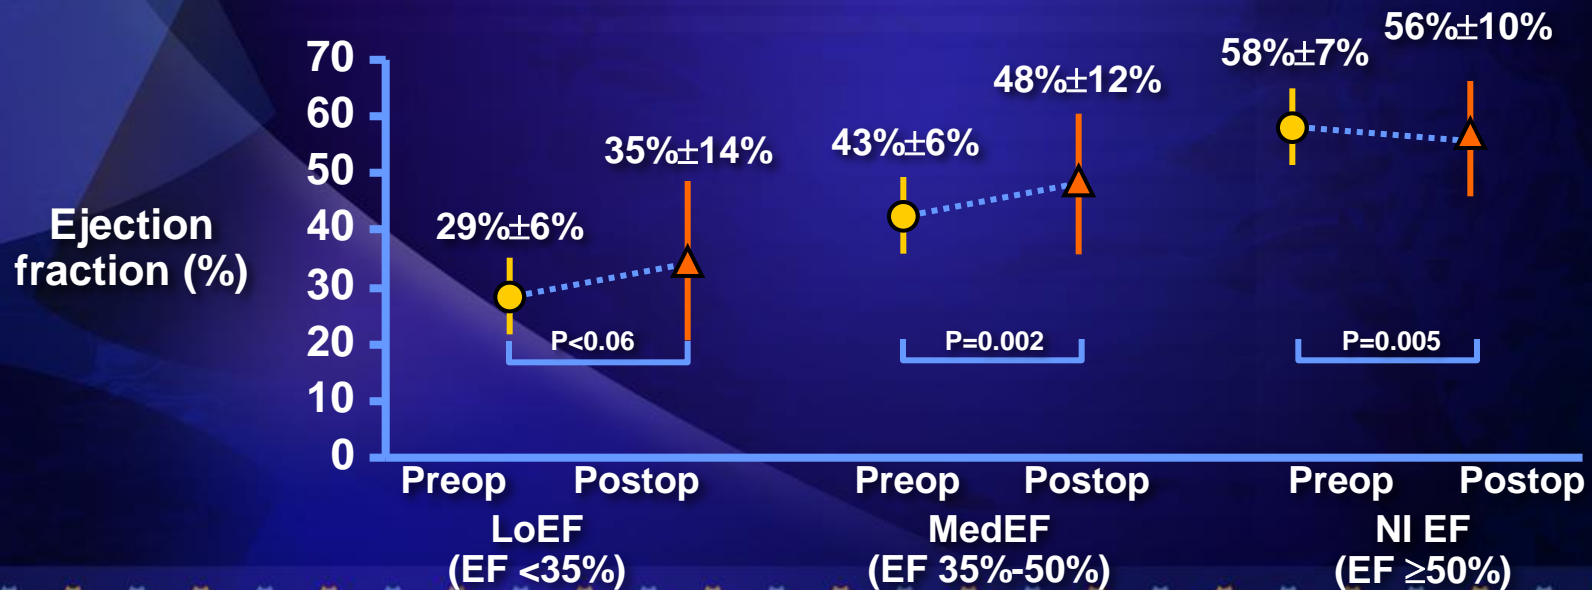 56%±10%
58%±7%
48%±12%
43%±6%
35%±14%
29%±6%
Ejection
fraction (%)
70
60
50
40
30
20
10
0
P<0.06
P=0.002
P=0.005
Preop Postop Preop Postop Preop Postop
LoEF
(EF <35%)
MedEF
(EF 35%-50%)
NI EF
(EF ≥50%)